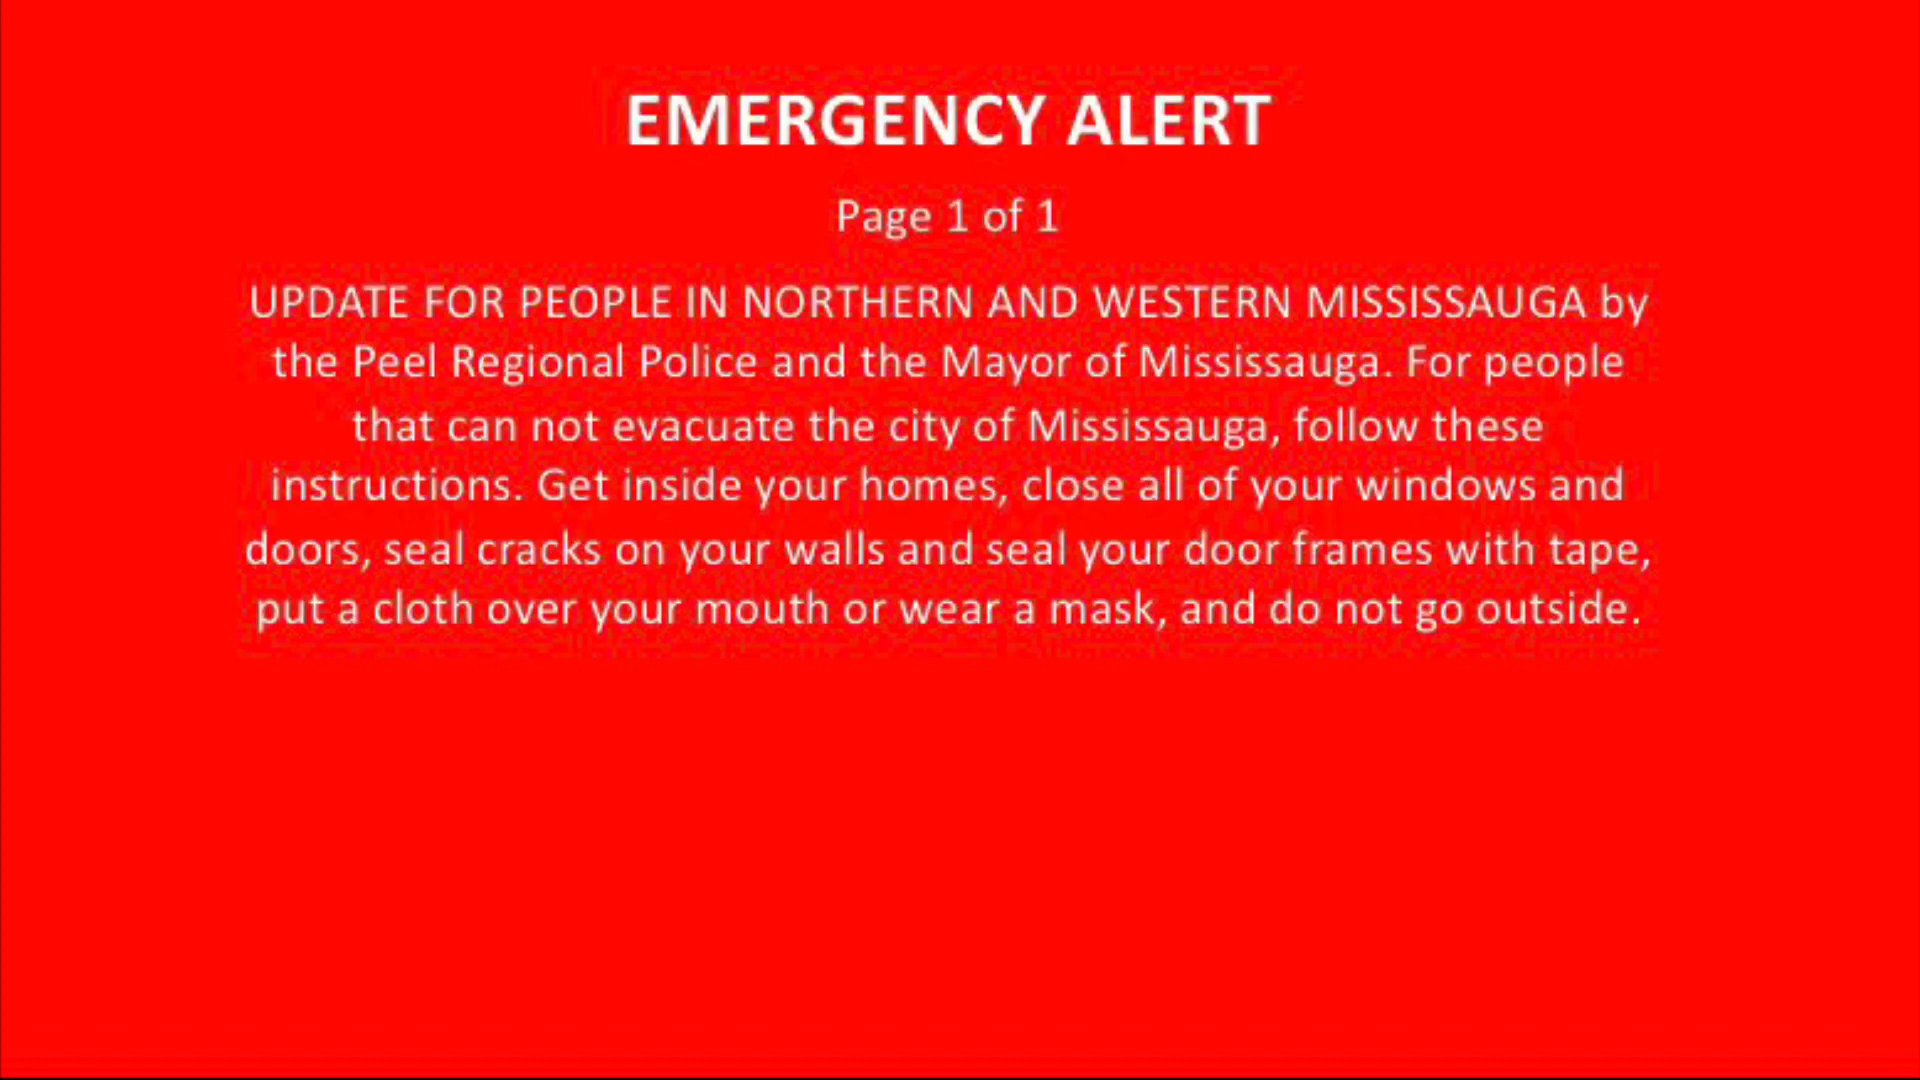 EMERGENCY ALERT
Page 1 of 1
UPDATE FOR PEOPLE IN NORTHERN AND WESTERN MISSISSAUGA by
the Peel Regional Police and the Mayor of Mississauga. For people
that can not evacuate the city of Mississauga, follow these
instructions. Get inside your homes, close all of your windows and
doors, seal cracks on your walls and seal your door frames with tape,
put a cloth over your mouth or wear a mask, and do not go outside.